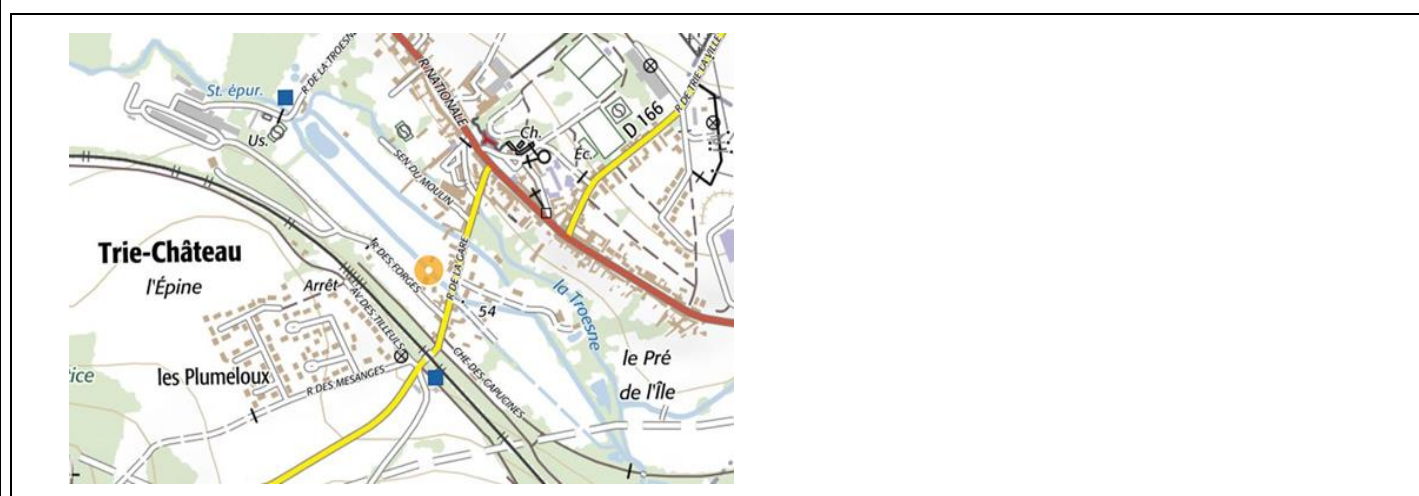 St. épur.
R DE LA TROESNE
R NATIONALE
R DE TRIE LA VILLE
Us.
Ch.
D 166
Éc.
SEN DU MOULIN
Trie-Château
l'Épine
Arrêt
R DES FORGES
R DE LA GARE
AV DES TILLEULS
54
la Troesne
les Plumeloux
R DES MESANGES
CHE DES CAPUCINES
le Pré
de l'Île
ice